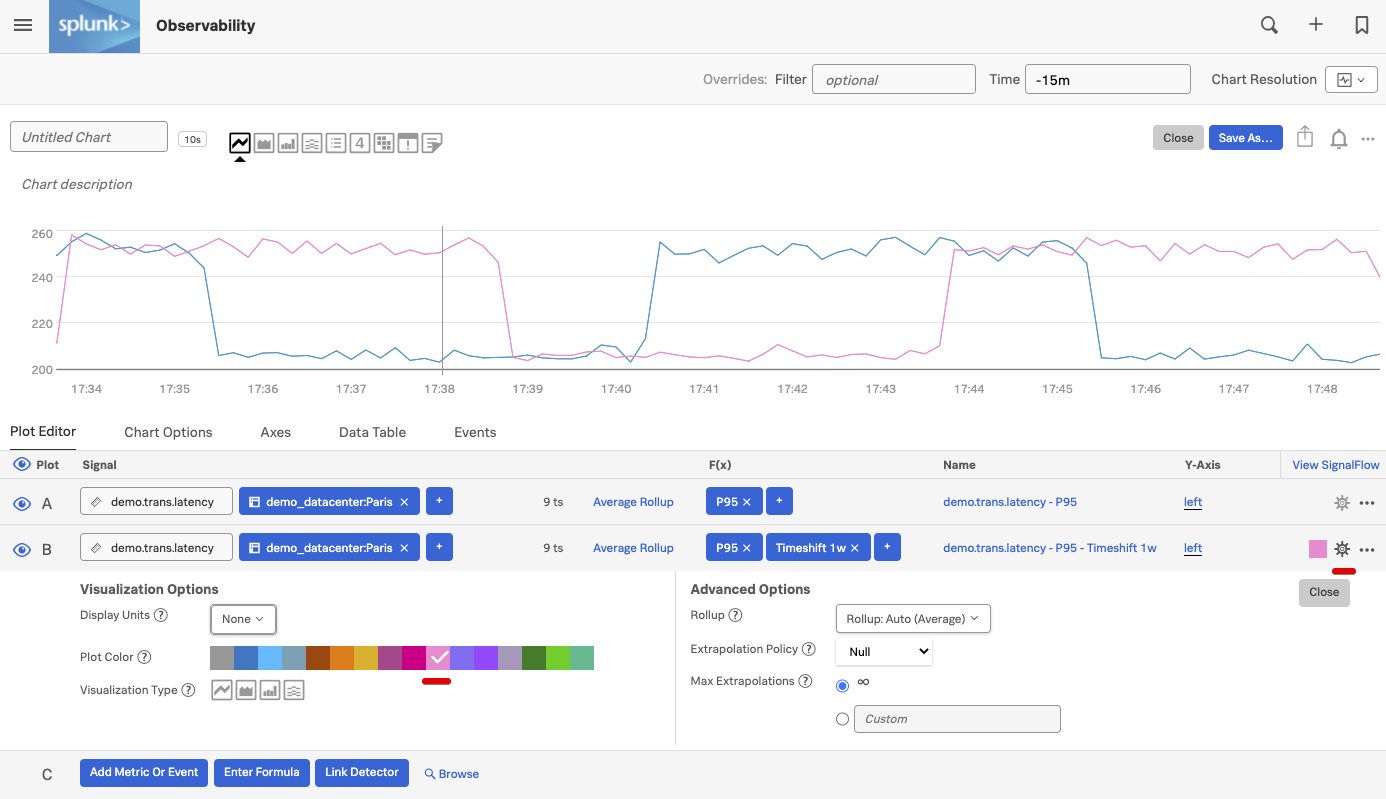 splunk> Observability
Overrides: Filter optional Time -15m Chart Resolution
Untitled Chart 10s 4 Close Save As...
Chart description
260
240
220
200
17:34 17:35 17:36 17:37 17:38 17:39 17:40 17:41 17:42 17:43 17:44 17:45 17:46 17:47 17:48
Plot Editor Chart Options Axes Data Table Events
Plot Signal F(x) Name Y-Axis View SignalFlow
A demo.trans.latency demo_datacenter:Paris × + 9 ts Average Rollup P95 × + demo.trans.latency - P95 left
B demo.trans.latency demo_datacenter:Paris × + 9 ts Average Rollup P95 × Timeshift 1w × + demo.trans.latency - P95 - Timeshift 1w left
Close
Visualization Options
Display Units ? None
Plot Color ?
Visualization Type ?
Advanced Options
Rollup ? Rollup: Auto (Average)
Extrapolation Policy ? Null
Max Extrapolations ? ∞
Custom
C Add Metric Or Event Enter Formula Link Detector Browse